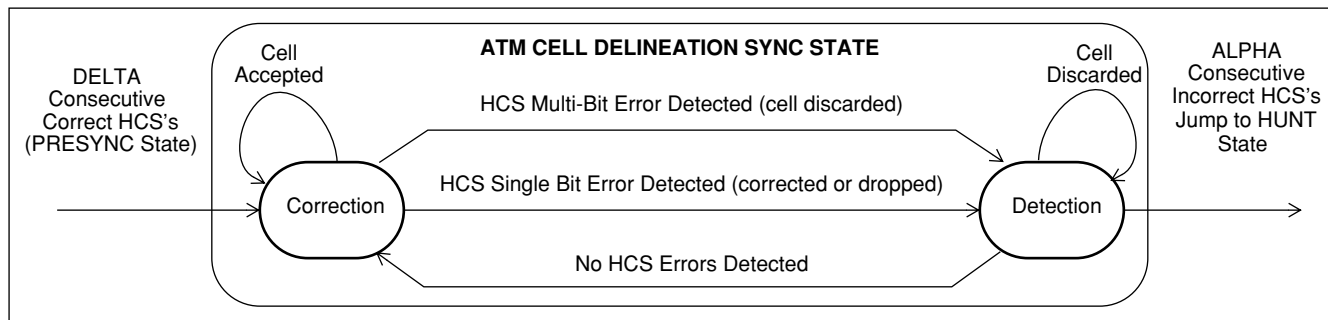 ATM CELL DELINEATION SYNC STATE
DELTA
Consecutive
Correct HCS's
(PRESYNC State)
Cell
Accepted
HCS Multi-Bit Error Detected (cell discarded)
HCS Single Bit Error Detected (corrected or dropped)
No HCS Errors Detected
Correction
Detection
Cell
Discarded
ALPHA
Consecutive
Incorrect HCS's
Jump to HUNT
State